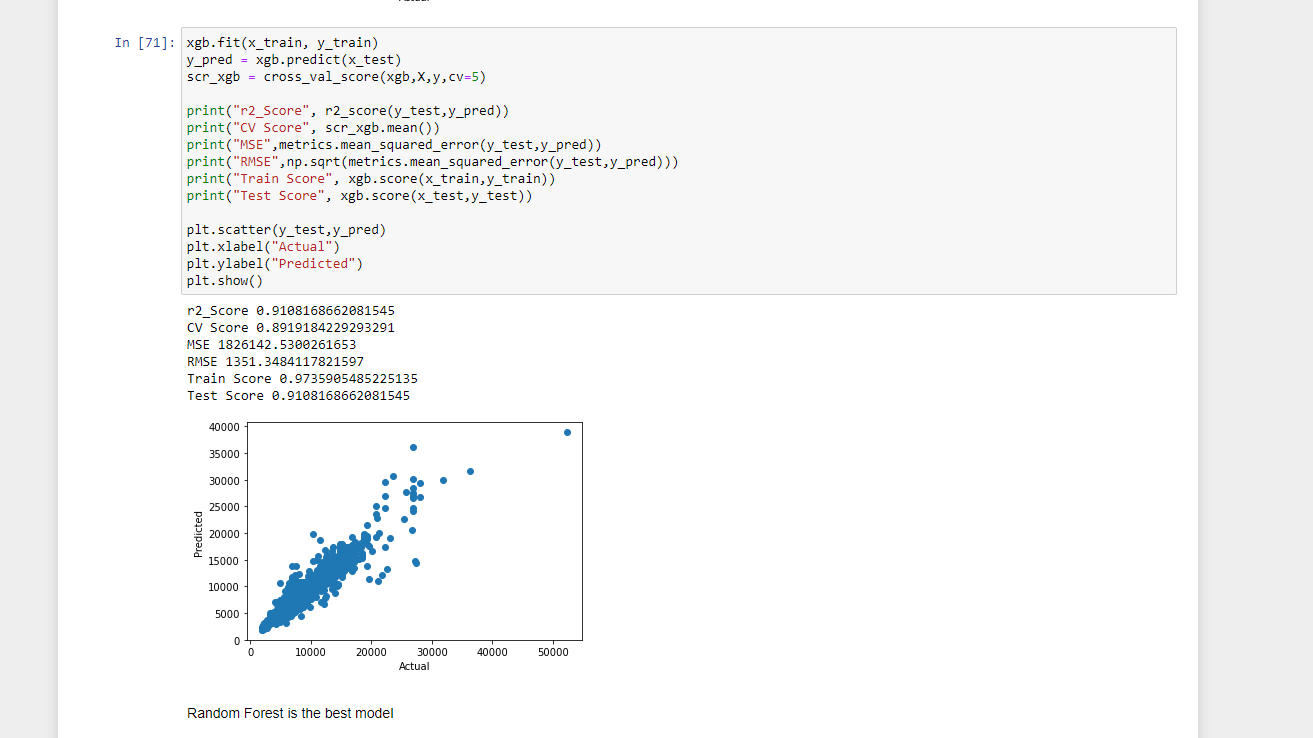 In [71]: xgb.fit(x_train, y_train)
y_pred = xgb.predict(x_test)
scr_xgb = cross_val_score(xgb,X,y,cv=5)
print("r2_Score", r2_score(y_test,y_pred))
print("CV Score", scr_xgb.mean())
print("MSE",metrics.mean_squared_error(y_test,y_pred))
print("RMSE",np.sqrt(metrics.mean_squared_error(y_test,y_pred)))
print("Train Score", xgb.score(x_train,y_train))
print("Test Score", xgb.score(x_test,y_test))
plt.scatter(y_test,y_pred)
plt.xlabel("Actual")
plt.ylabel("Predicted")
plt.show()
r2_Score 0.9108168662081545
CV Score 0.8919184229293291
MSE 1826142.5300261653
RMSE 1351.3484117821597
Train Score 0.9735905485225135
Test Score 0.9108168662081545
40000
35000
30000
25000
20000
15000
10000
5000
0
Predicted
0 10000 20000 30000 40000 50000
Actual
Random Forest is the best model